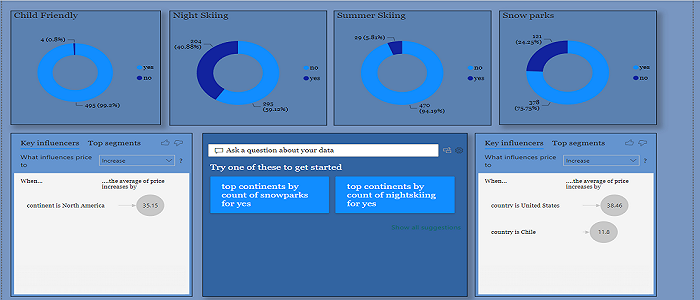 Child Friendly
4 (0.8%)
yes
no
495 (99.2%)
Night Skiing
204
(40.88%)
no
yes
295
(59.12%)
Summer Skiing
29 (5.81%)
no
yes
470
(94.19%)
Snow parks
121
(24.25%)
yes
no
378
(75.75%)
Key influencers Top segments
What influences price
to
Increase
?
When...
....the average of price
increases by
continent is North America
35.15
Ask a question about your data
Try one of these to get started
top continents by
count of snowparks
for yes
top continents by
count of nightskiing
for yes
Show all suggestions
Key influencers Top segments
What influences price
to
Increase
?
When...
....the average of price
increases by
country is United States
38.46
country is Chile
11.8